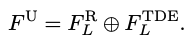 F^U = F_L^R ⊕ F_L^TDE.